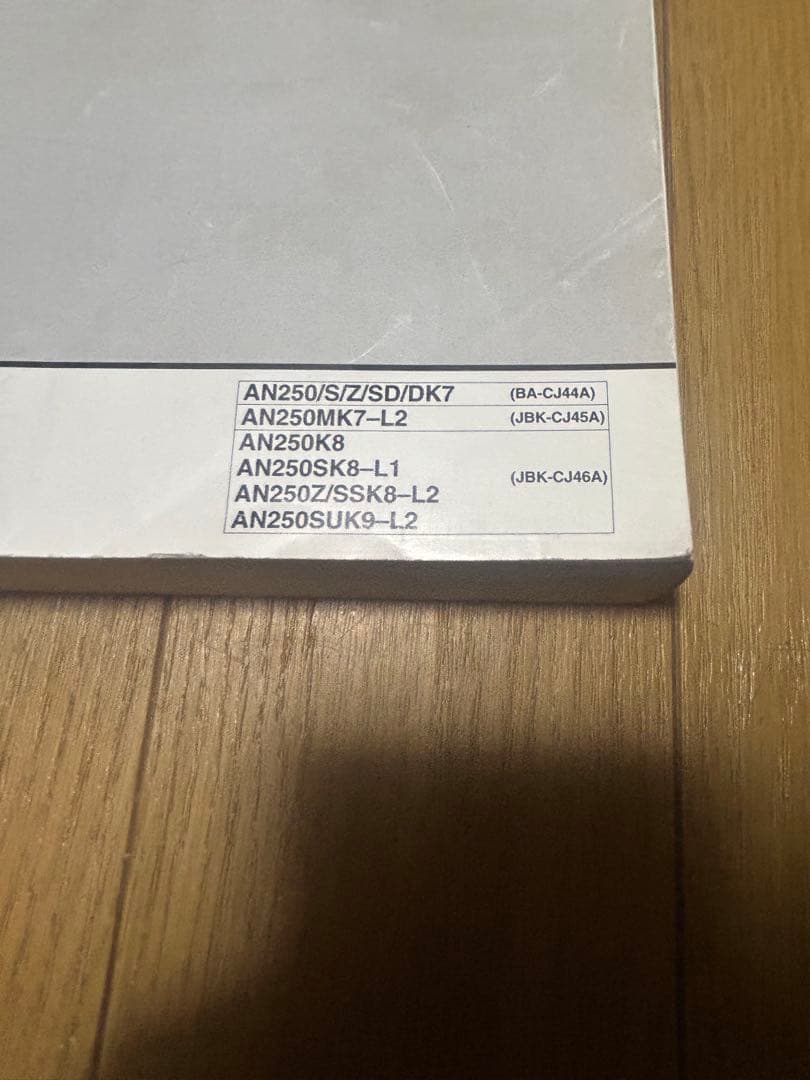 AN250/S/Z/SD/DK7 (BA-CJ44A)
AN250MK7–L2 (JBK-CJ45A)
AN250K8
AN250SK8–L1
(JBK-CJ46A)
AN250Z/SSK8–L2
AN250SUK9–L2